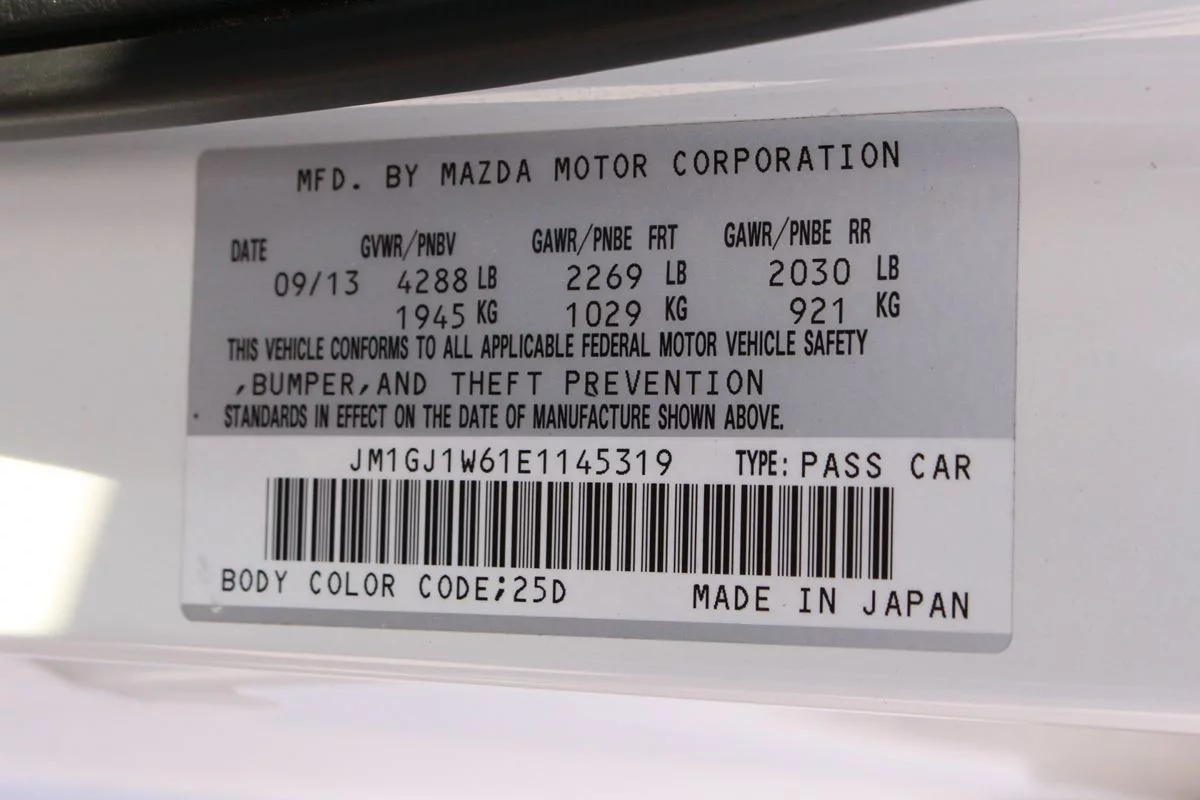 MFD. BY MAZDA MOTOR CORPORATION
DATE GVWR/PNBV GAWR/PNBE FRT GAWR/PNBE RR
09/13 4288 LB 2269 LB 2030 LB
1945 KG 1029 KG 921 KG
THIS VEHICLE CONFORMS TO ALL APPLICABLE FEDERAL MOTOR VEHICLE SAFETY
,BUMPER,AND THEFT PREVENTION
STANDARDS IN EFFECT ON THE DATE OF MANUFACTURE SHOWN ABOVE.
JM1GJ1W61E1145319 TYPE: PASS CAR
BODY COLOR CODE;25D MADE IN JAPAN